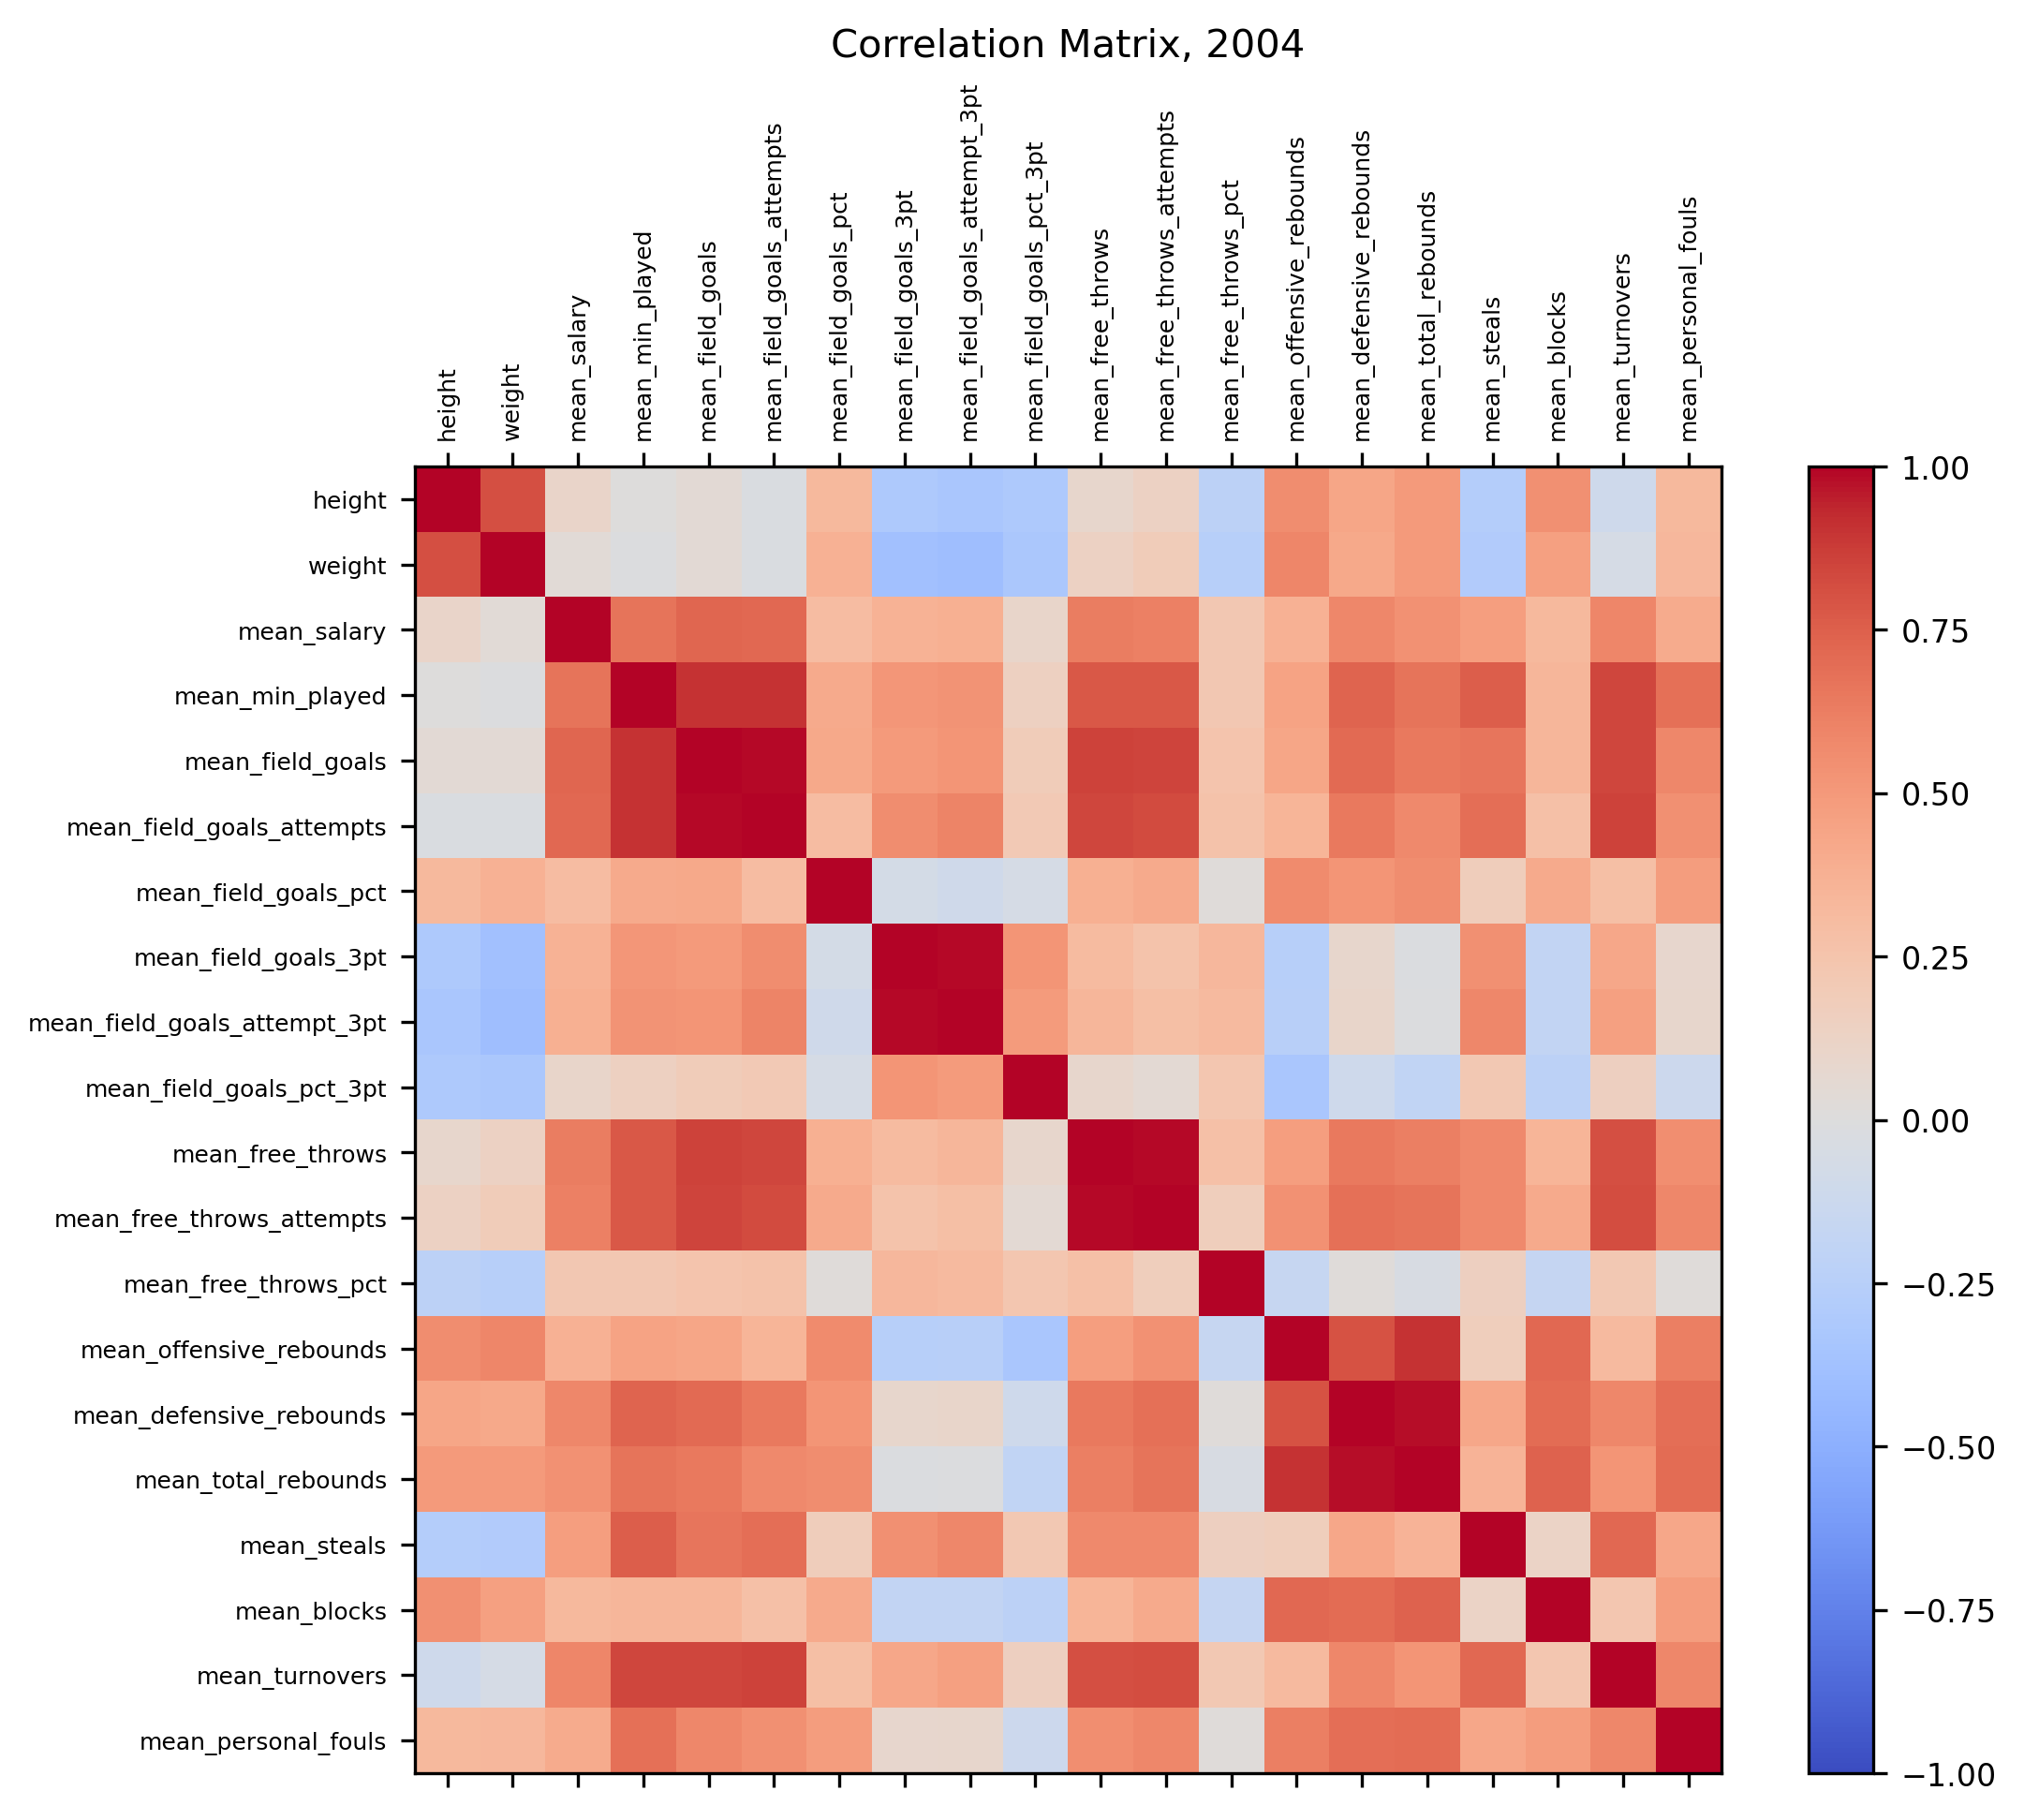 Correlation Matrix, 2004
height
weight
mean_salary
mean_min_played
mean_field_goals
mean_field_goals_attempts
mean_field_goals_pct
mean_field_goals_3pt
mean_field_goals_attempt_3pt
mean_field_goals_pct_3pt
mean_free_throws
mean_free_throws_attempts
mean_free_throws_pct
mean_offensive_rebounds
mean_defensive_rebounds
mean_total_rebounds
mean_steals
mean_blocks
mean_turnovers
mean_personal_fouls
height
weight
mean_salary
mean_min_played
mean_field_goals
mean_field_goals_attempts
mean_field_goals_pct
mean_field_goals_3pt
mean_field_goals_attempt_3pt
mean_field_goals_pct_3pt
mean_free_throws
mean_free_throws_attempts
mean_free_throws_pct
mean_offensive_rebounds
mean_defensive_rebounds
mean_total_rebounds
mean_steals
mean_blocks
mean_turnovers
mean_personal_fouls
1.00
0.75
0.50
0.25
0.00
−0.25
−0.50
−0.75
−1.00